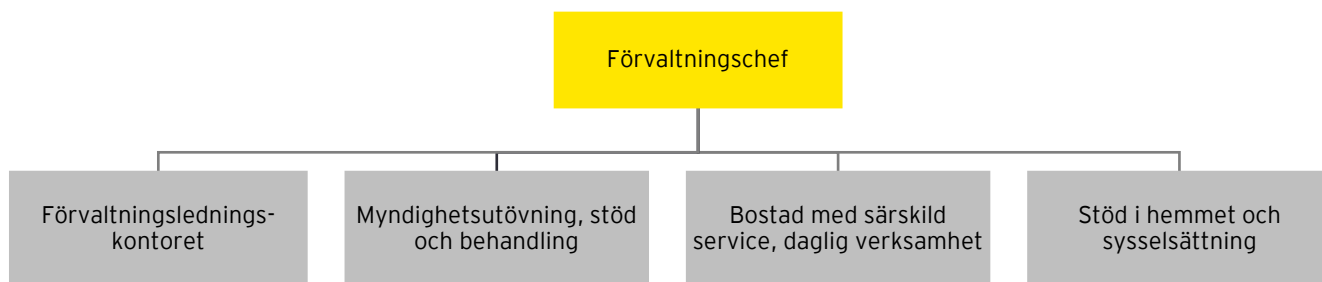 Förvaltningschef
Förvaltningslednings-
kontoret
Myndighetsutövning, stöd
och behandling
Bostad med särskild
service, daglig verksamhet
Stöd i hemmet och
sysselsättning